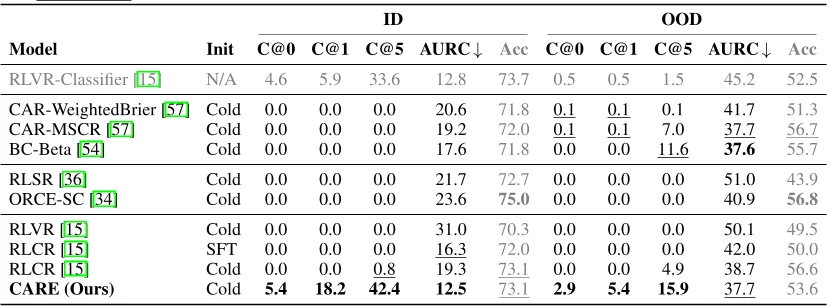 ID OOD
Model Init C@0 C@1 C@5 AURC↓ Acc C@0 C@1 C@5 AURC↓ Acc
RLVR-Classifier [15] N/A 4.6 5.9 33.6 12.8 73.7 0.5 0.5 1.5 45.2 52.5
CAR-WeightedBrier [57] Cold 0.0 0.0 0.0 20.6 71.8 0.1 0.1 0.1 41.7 51.3
CAR-MSCR [57] Cold 0.0 0.0 0.0 19.2 72.0 0.1 0.1 7.0 37.7 56.7
BC-Beta [54] Cold 0.0 0.0 0.0 17.6 71.8 0.0 0.0 11.6 37.6 55.7
RLSR [36] Cold 0.0 0.0 0.0 21.7 72.7 0.0 0.0 0.0 51.0 43.9
ORCE-SC [34] Cold 0.0 0.0 0.0 23.6 75.0 0.0 0.0 0.0 40.9 56.8
RLVR [15] Cold 0.0 0.0 0.0 31.0 70.3 0.0 0.0 0.0 50.1 49.5
RLCR [15] SFT 0.0 0.0 0.0 16.3 72.0 0.0 0.0 0.0 42.0 50.0
RLCR [15] Cold 0.0 0.0 0.8 19.3 73.1 0.0 0.0 4.9 38.7 56.6
CARE (Ours) Cold 5.4 18.2 42.4 12.5 73.1 2.9 5.4 15.9 37.7 53.6